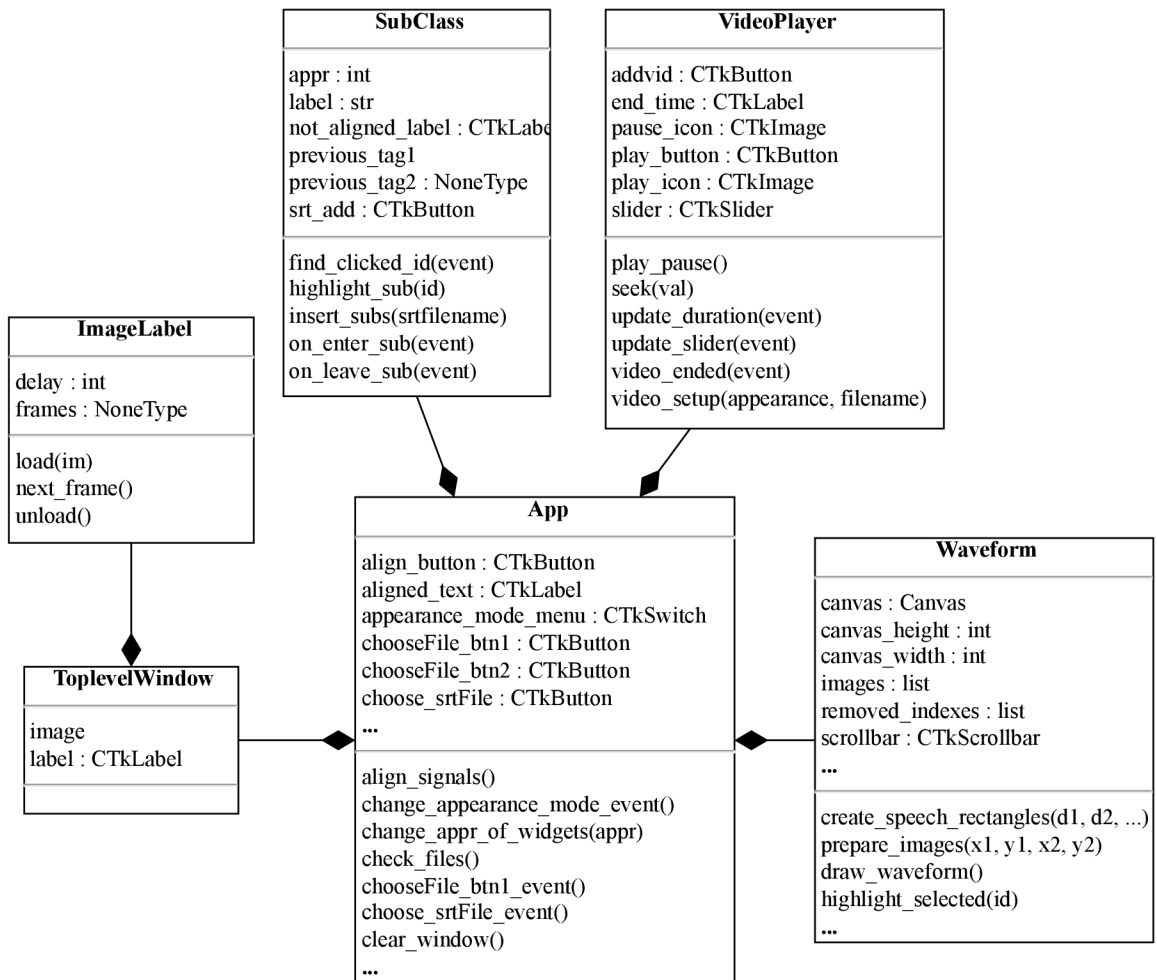 SubClass
appr : int
label : str
not_aligned_label : CTkLabe
previous_tag1
previous_tag2 : NoneType
srt_add : CTkButton
find_clicked_id(event)
highlight_sub(id)
insert_subs(srtfilename)
on_enter_sub(event)
on_leave_sub(event)
VideoPlayer
addvid : CTkButton
end_time : CTkLabel
pause_icon : CTkImage
play_button : CTkButton
play_icon : CTkImage
slider : CTkSlider
play_pause()
seek(val)
update_duration(event)
update_slider(event)
video_ended(event)
video_setup(appearance, filename)
ImageLabel
delay : int
frames : NoneType
load(im)
next_frame()
unload()
ToplevelWindow
image
label : CTkLabel
App
align_button : CTkButton
aligned_text : CTkLabel
appearance_mode_menu : CTkSwitch
chooseFile_btn1 : CTkButton
chooseFile_btn2 : CTkButton
choose_srtFile : CTkButton
...
align_signals()
change_appearance_mode_event()
change_appr_of_widgets(appr)
check_files()
chooseFile_btn1_event()
choose_srtFile_event()
clear_window()
...
Waveform
canvas : Canvas
canvas_height : int
canvas_width : int
images : list
removed_indexes : list
scrollbar : CTkScrollbar
...
create_speech_rectangles(d1, d2, ...)
prepare_images(x1, y1, x2, y2)
draw_waveform()
highlight_selected(id)
...